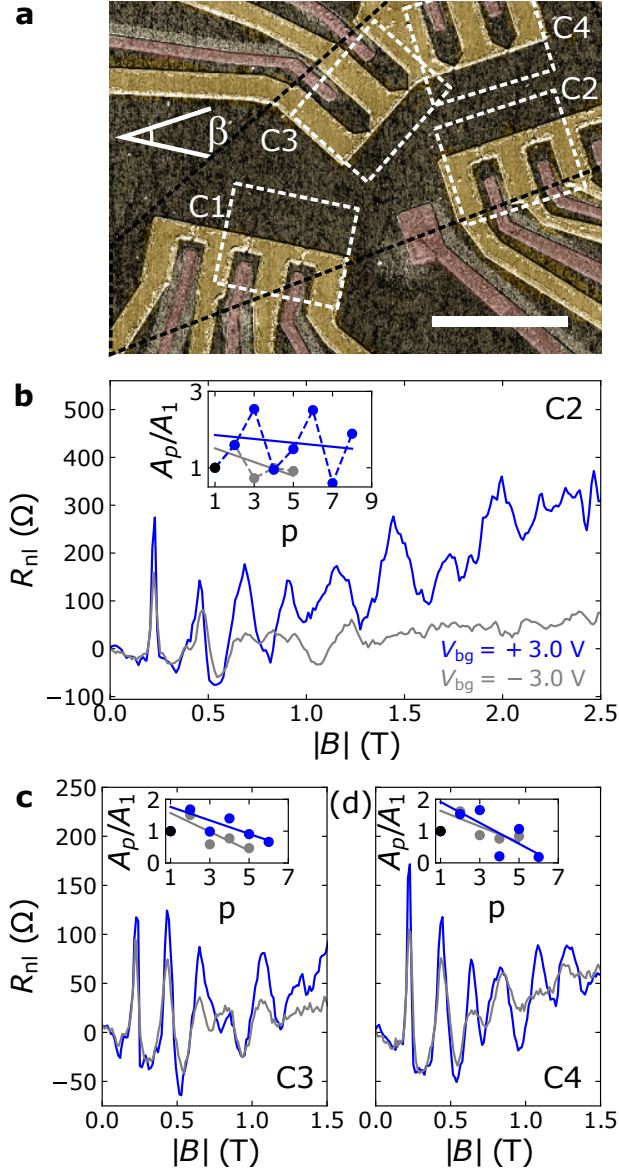 a
C4
C2
β
C3
C1
b
C2
500
400
300
200
100
0
−100
R_nl (Ω)
A_p/A_1
1
3
1 3 5 7 9
p
V_bg = + 3.0 V
V_bg = − 3.0 V
0.0 0.5 1.0 1.5 2.0 2.5
|B| (T)
c
250
200
150
100
50
0
−50
R_nl (Ω)
A_p/A_1
2
1
0
1 3 5 7
p
C3
0.0 0.5 1.0 1.5
|B| (T)
(d)
A_p/A_1
2
1
0
1 3 5 7
p
C4
0.0 0.5 1.0 1.5
|B| (T)